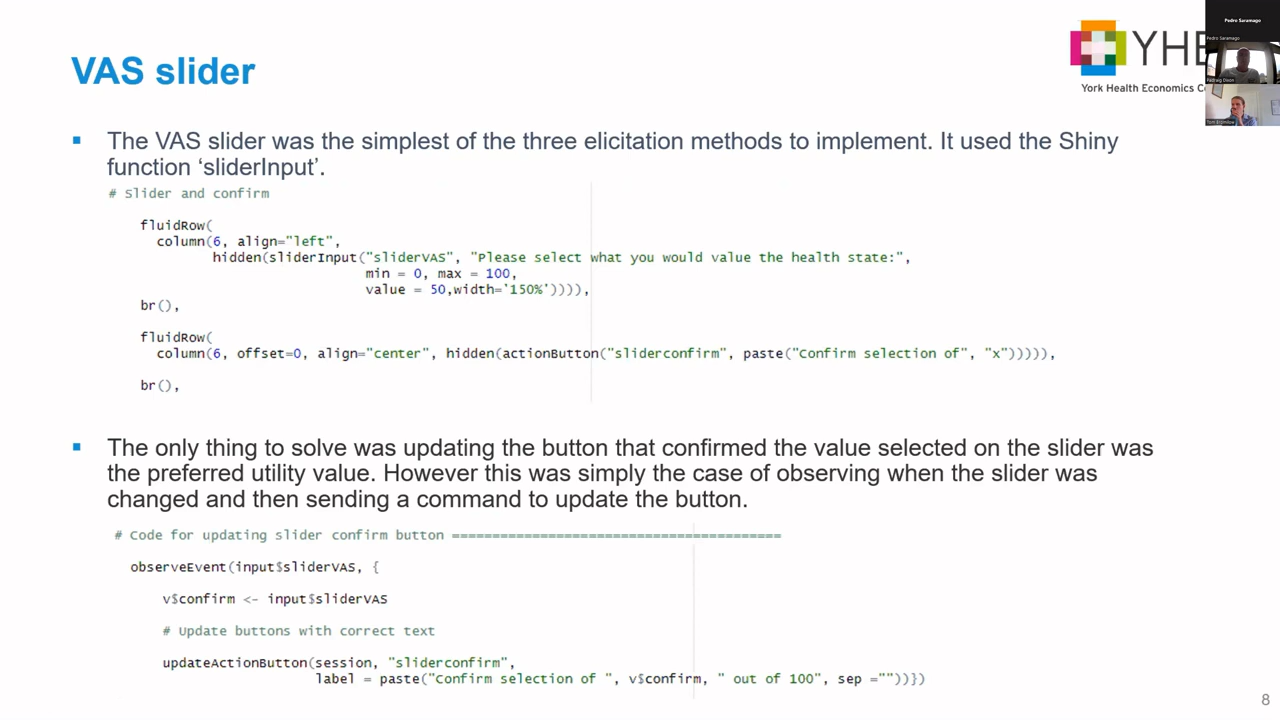 VAS slider
YHE
York Health Economics C
Pedro Saramago
Pedro Saramago
Padraig Dixon
▪ The VAS slider was the simplest of the three elicitation methods to implement. It used the Shiny
function ‘sliderInput’.
# Slider and confirm
fluidRow(
column(6, align="left",
hidden(sliderInput("sliderVAS", "Please select what you would value the health state:",
min = 0, max = 100,
value = 50,width='150%')))),
br(),
fluidRow(
column(6, offset=0, align="center", hidden(actionButton("sliderconfirm", paste("Confirm selection of", "x"))))),
br(),
▪ The only thing to solve was updating the button that confirmed the value selected on the slider was
the preferred utility value. However this was simply the case of observing when the slider was
changed and then sending a command to update the button.
# Code for updating slider confirm button =========================================
observeEvent(input$sliderVAS, {
v$confirm <- input$sliderVAS
# Update buttons with correct text
updateActionButton(session, "sliderconfirm",
label = paste("Confirm selection of ", v$confirm, " out of 100", sep =""))})
8